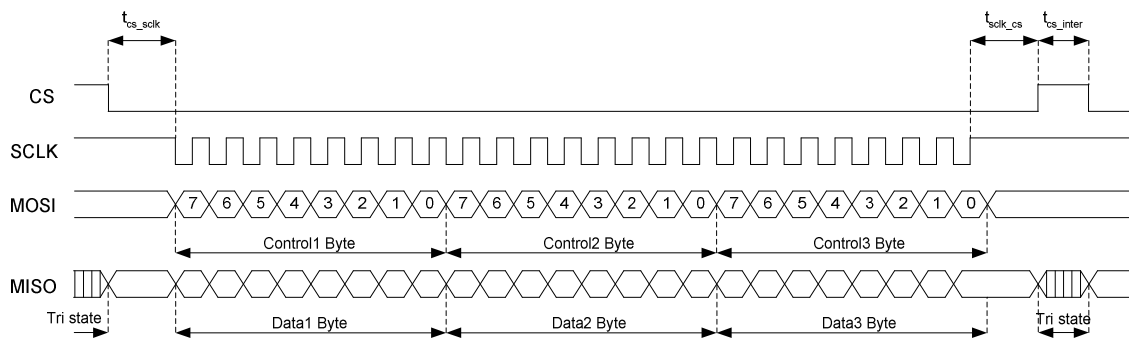 tcs_sclk tsclk_cs tcs_inter
CS
SCLK
MOSI 7 6 5 4 3 2 1 0 7 6 5 4 3 2 1 0 7 6 5 4 3 2 1 0
Control1 Byte Control2 Byte Control3 Byte
MISO
Tri state Data1 Byte Data2 Byte Data3 Byte Tri state